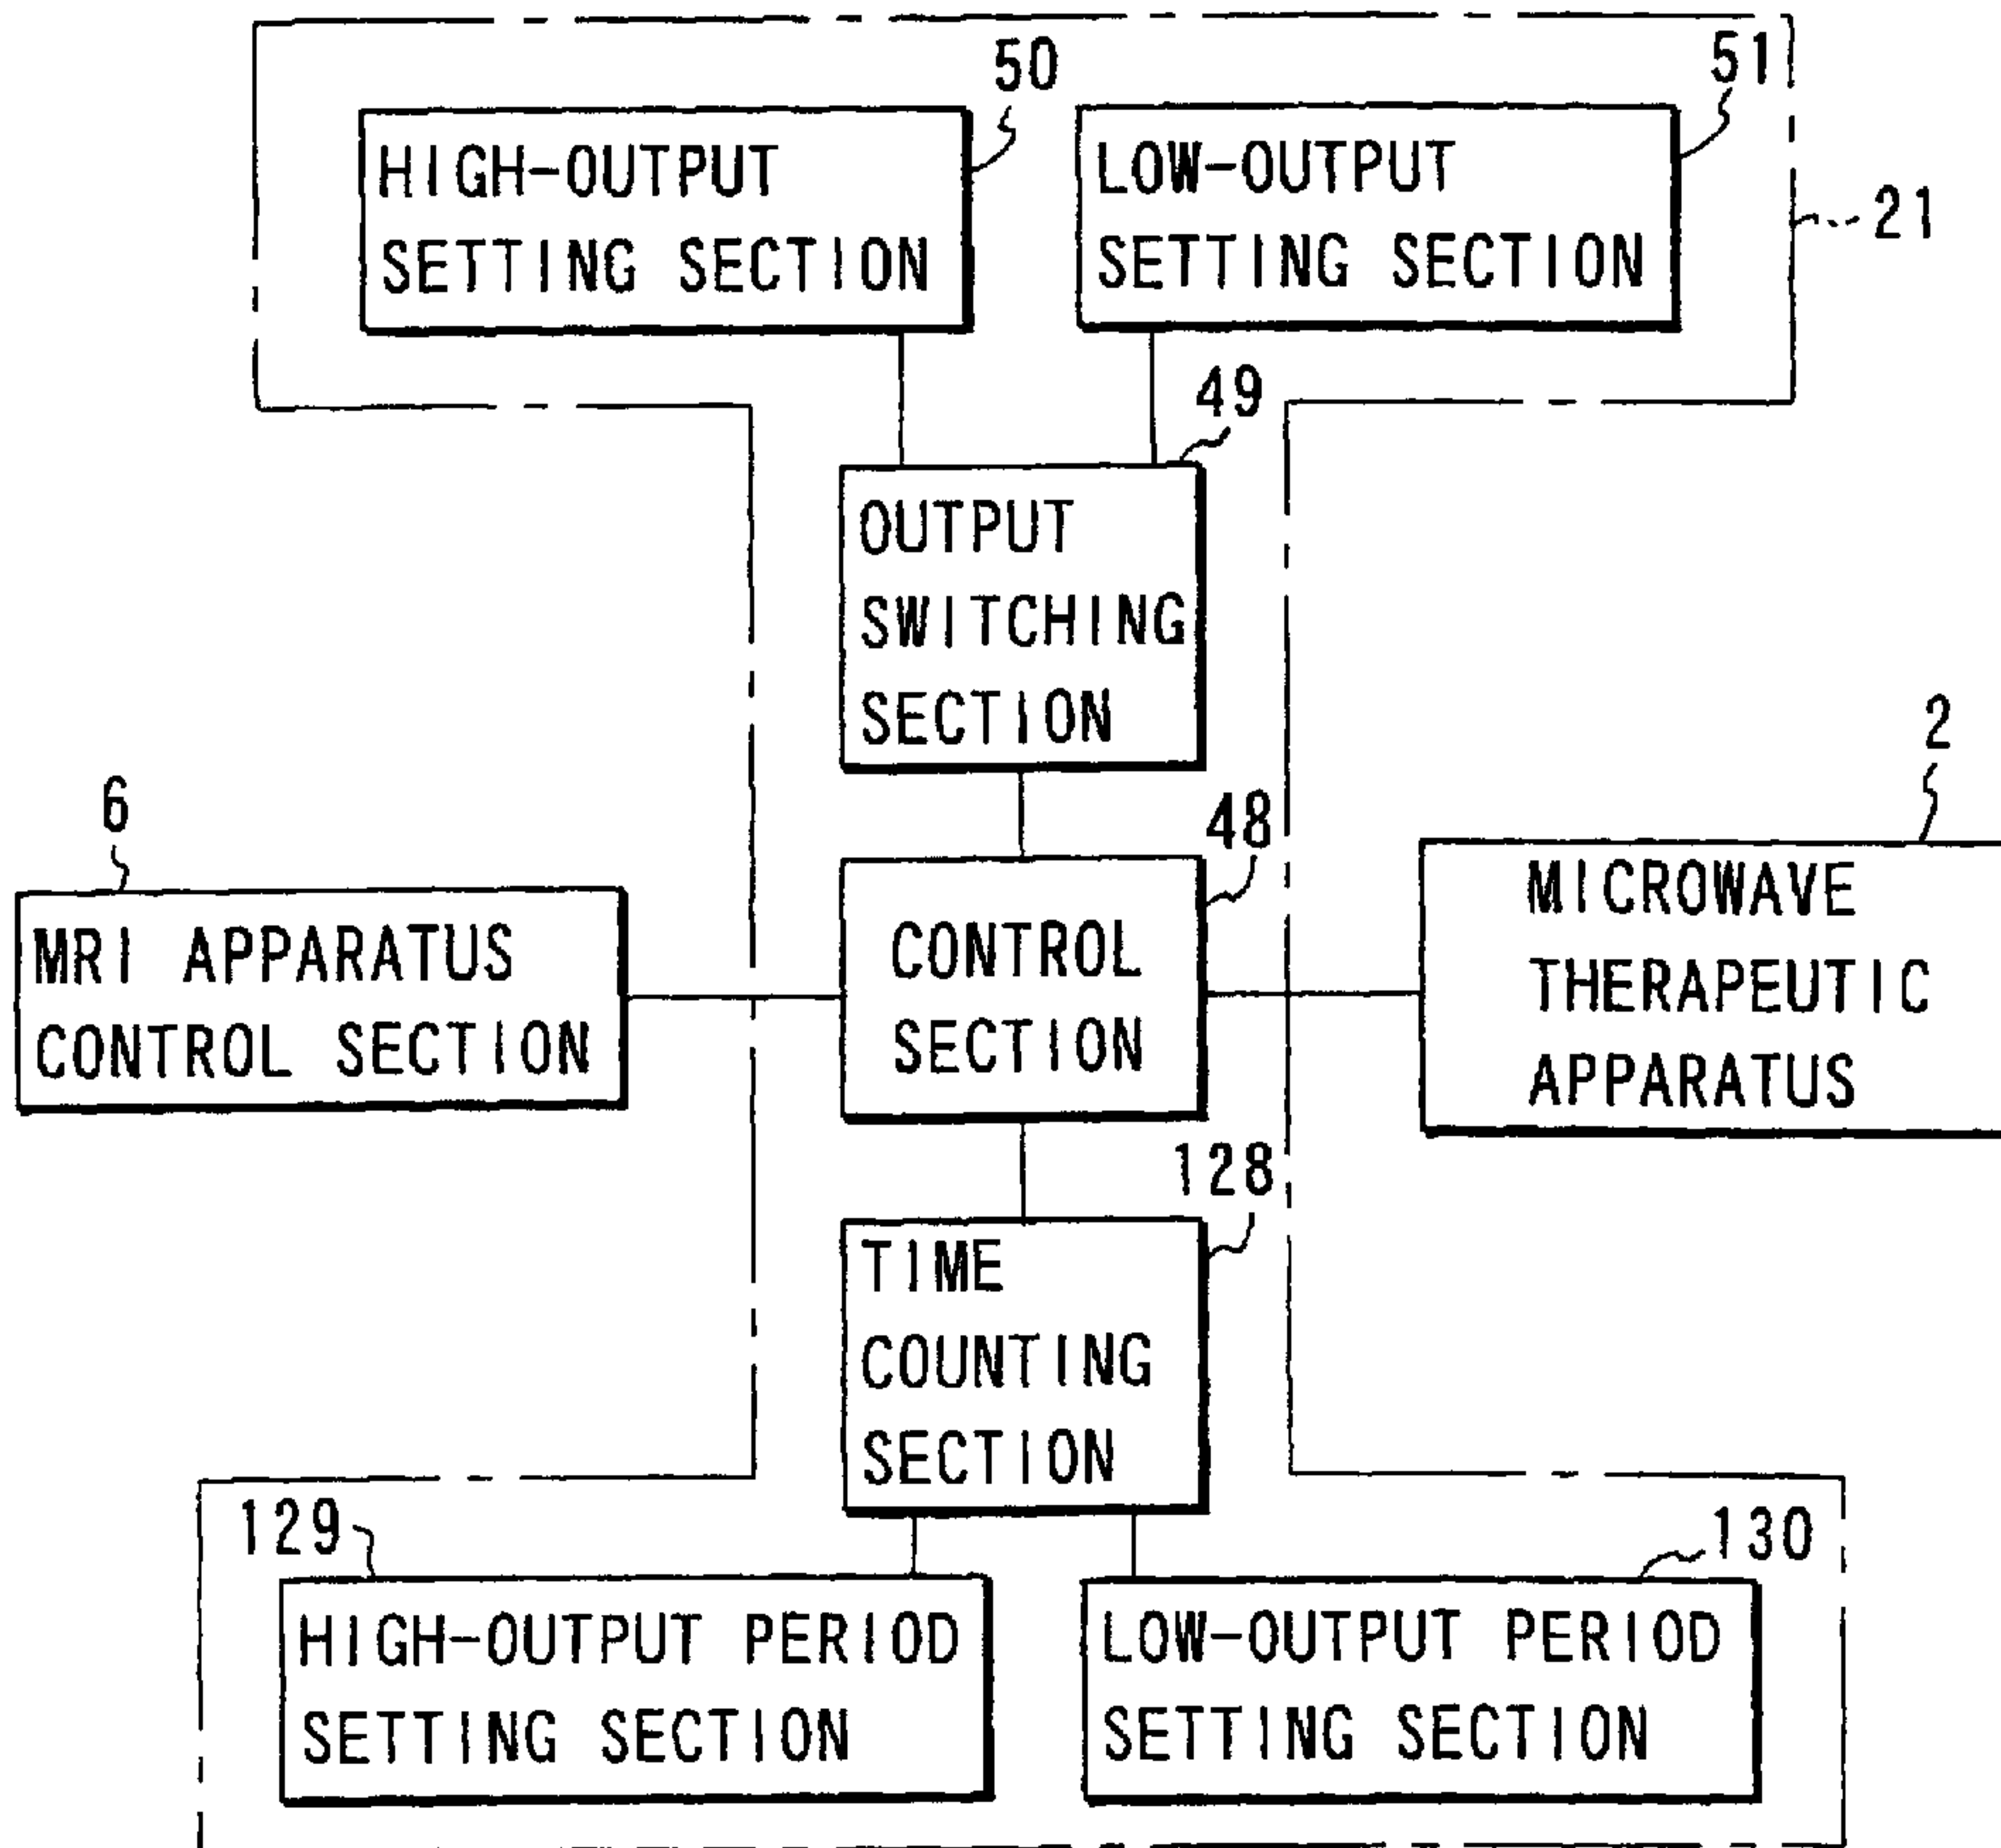 50
51
HIGH-OUTPUT
SETTING SECTION
LOW-OUTPUT
SETTING SECTION
21
49
OUTPUT
SWITCHING
SECTION
6
48
2
MRI APPARATUS
CONTROL SECTION
CONTROL
SECTION
MICROWAVE
THERAPEUTIC
APPARATUS
128
TIME
COUNTING
SECTION
129
130
HIGH-OUTPUT PERIOD
SETTING SECTION
LOW-OUTPUT PERIOD
SETTING SECTION